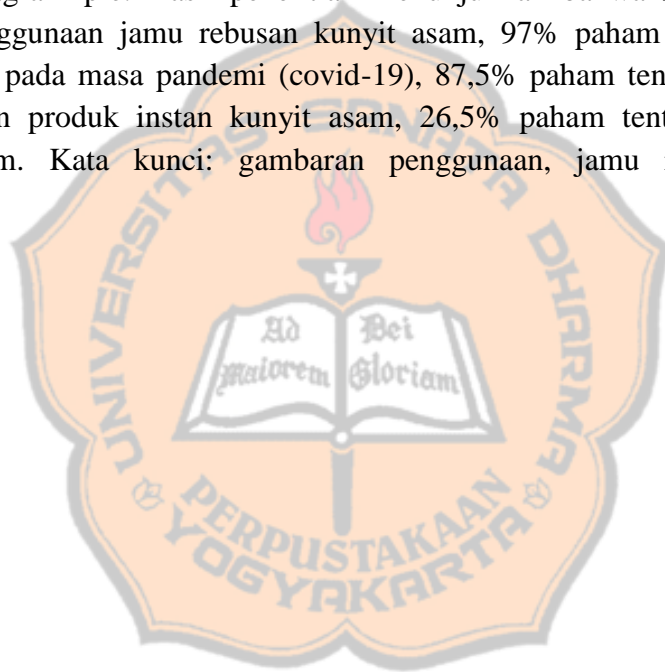 ggunaan jamu rebusan kunyit asam, 97% paham
pada masa pandemi (covid-19), 87,5% paham ten
n produk instan kunyit asam, 26,5% paham tent
m. Kata kunci: gambaran penggunaan, jamu
UNIVERSITAS SANATA DHARMA
Ad Dei
Maiorem Gloriam
PERPUSTAKAAN
YOGYAKARTA